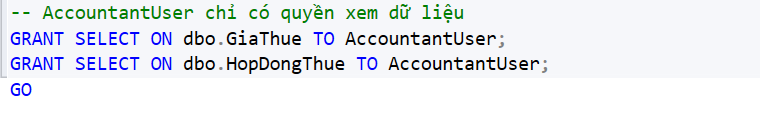 -- AccountantUser chỉ có quyền xem dữ liệu
GRANT SELECT ON dbo.GiaThue TO AccountantUser;
GRANT SELECT ON dbo.HopDongThue TO AccountantUser;
GO